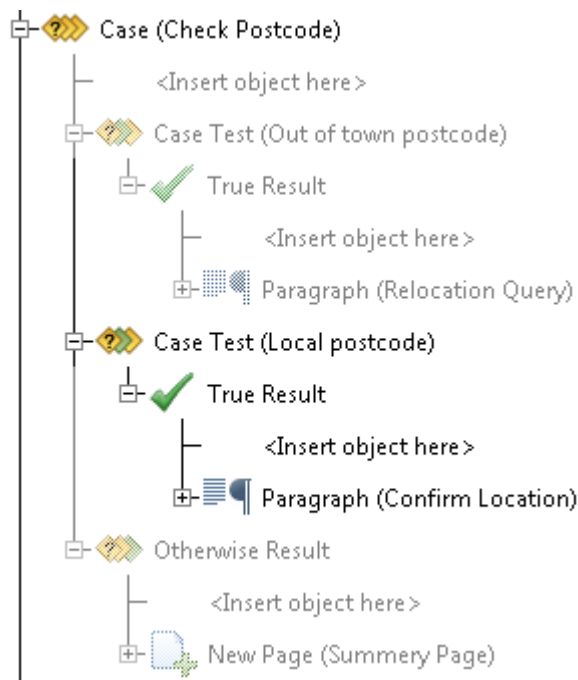 Case (Check Postcode)
<Insert object here>
Case Test (Out of town postcode)
True Result
<Insert object here>
Paragraph (Relocation Query)
Case Test (Local postcode)
True Result
<Insert object here>
Paragraph (Confirm Location)
Otherwise Result
<Insert object here>
New Page (Summery Page)